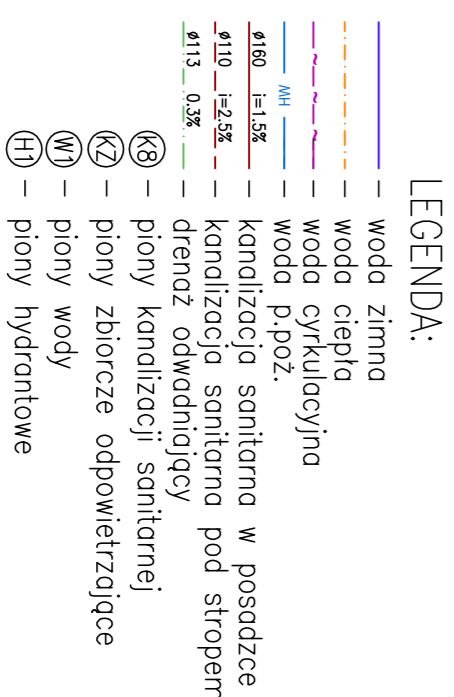 LEGENDA:
— woda zimna
— woda ciepła
~ ~ ~ — woda cyrkulacyjna
HW — woda p.poż.
ø160 i=1.5% — kanalizacja sanitarna w posadzce
ø110 i=2.5% — kanalizacja sanitarna pod stropem
ø113 0.3% — drenaż odwadniający
K8 — piony kanalizacji sanitarnej
KZ — piony zbiorcze odpowietrzające
W1 — piony wody
H1 — piony hydrantowe